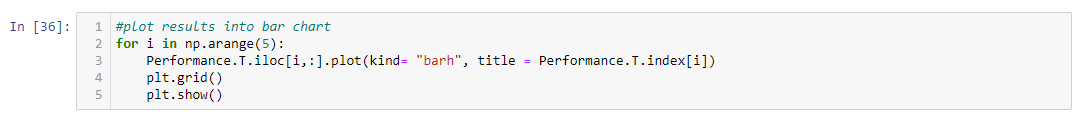 In [36]:
1 #plot results into bar chart
2 for i in np.arange(5):
3     Performance.T.iloc[i,:].plot(kind= "barh", title = Performance.T.index[i])
4     plt.grid()
5     plt.show()